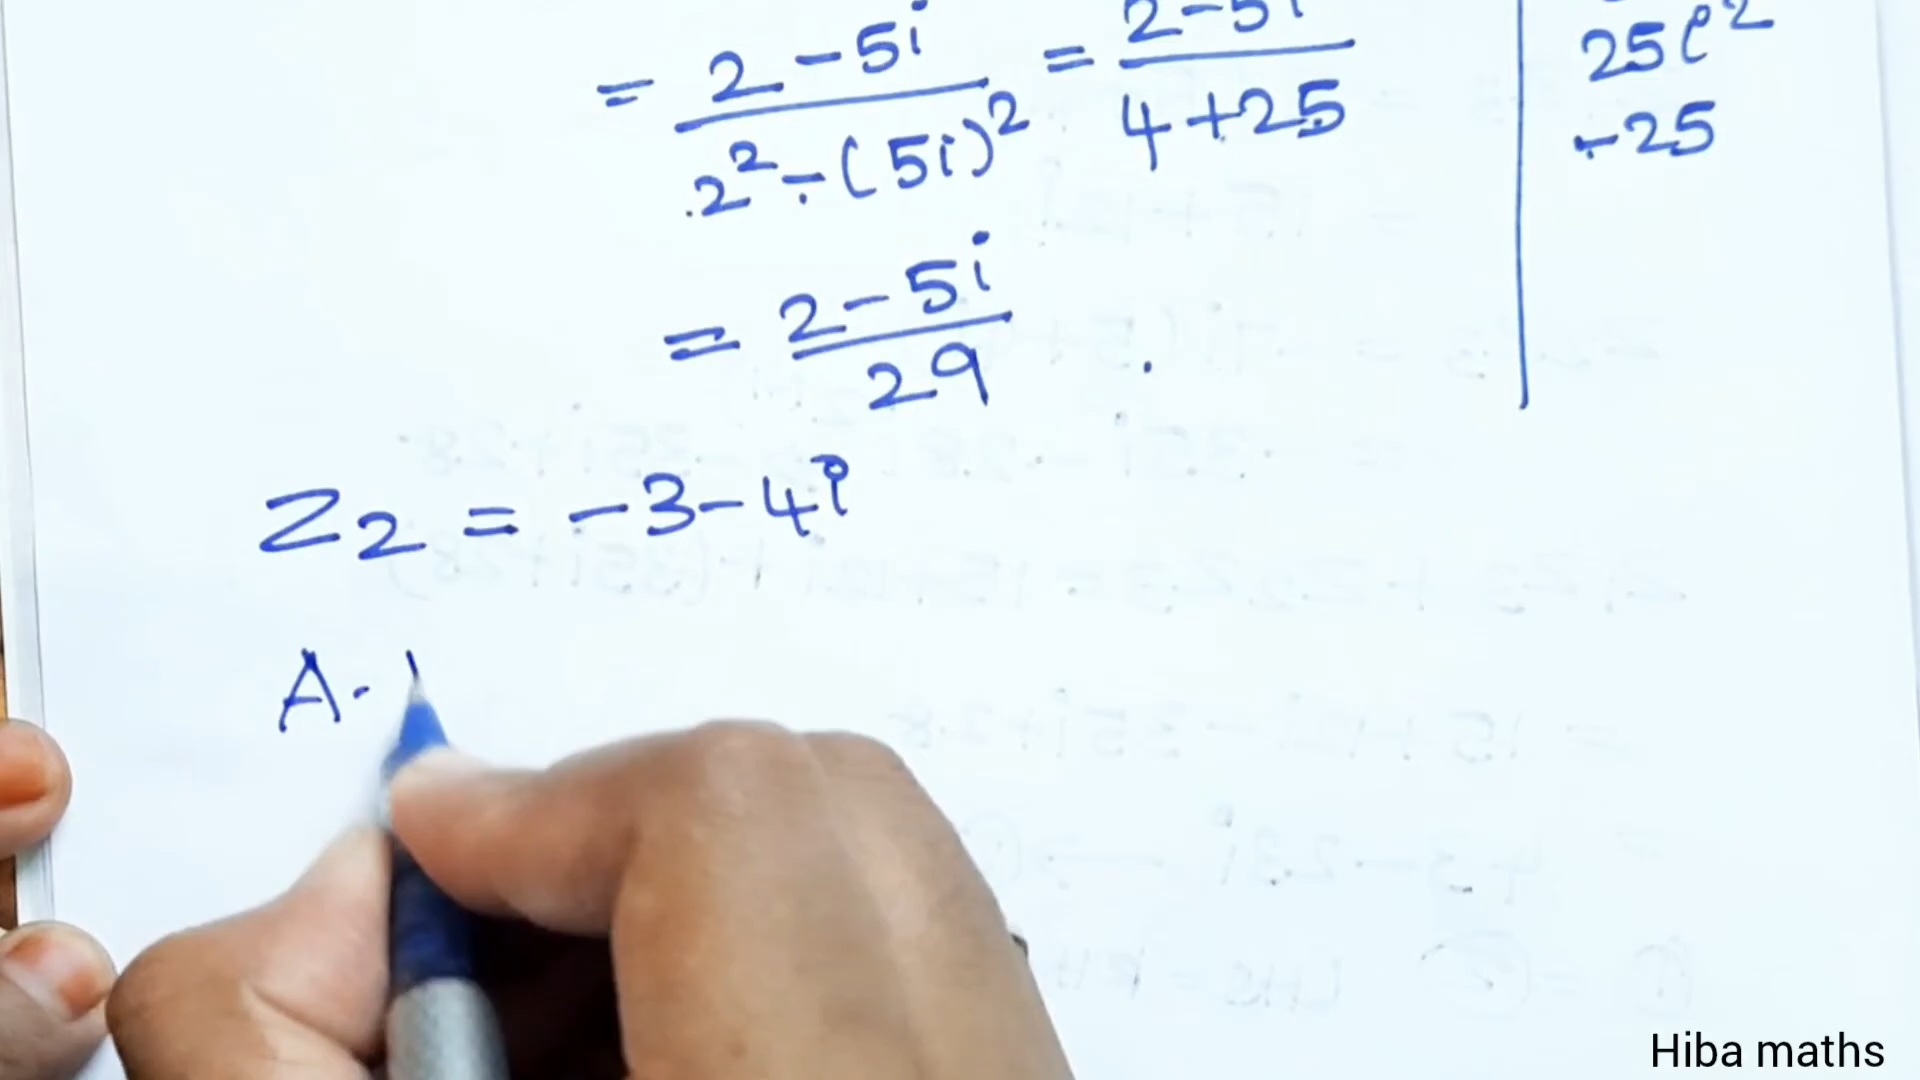 = 2 - 5i / 2² - (5i)² = 2 - 5i / 4 + 25
25i²
-25
= 2 - 5i / 29
Z₂ = -3 - 4i
A.
Hiba maths